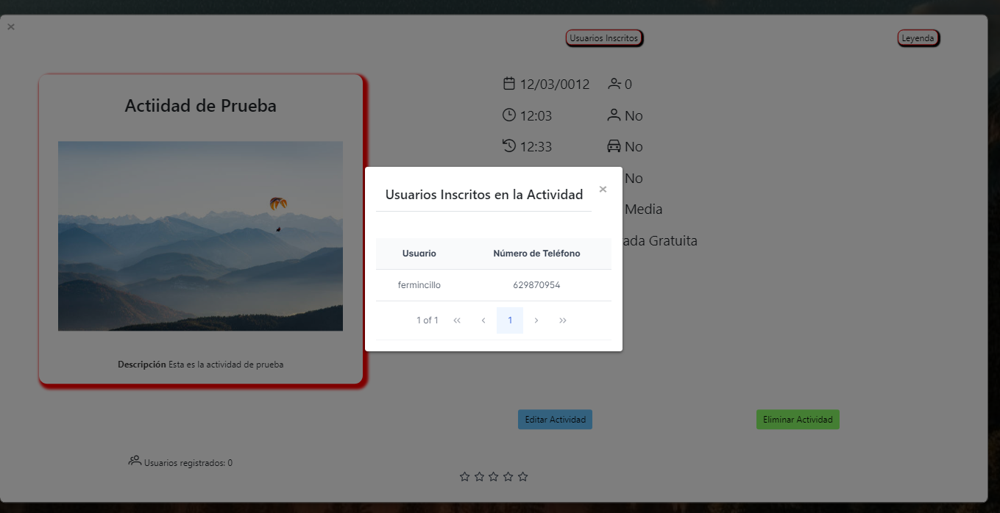 Usuarios Inscritos
Leyenda
Actiidad de Prueba
12/03/0012
0
12:03
No
12:33
No
No
Media
ada Gratuita
Usuarios Inscritos en la Actividad
Usuario Número de Teléfono
fermincillo 629870954
1 of 1 « ‹ 1 › »
Descripción Esta es la actividad de prueba
Editar Actividad
Eliminar Actividad
Usuarios registrados: 0